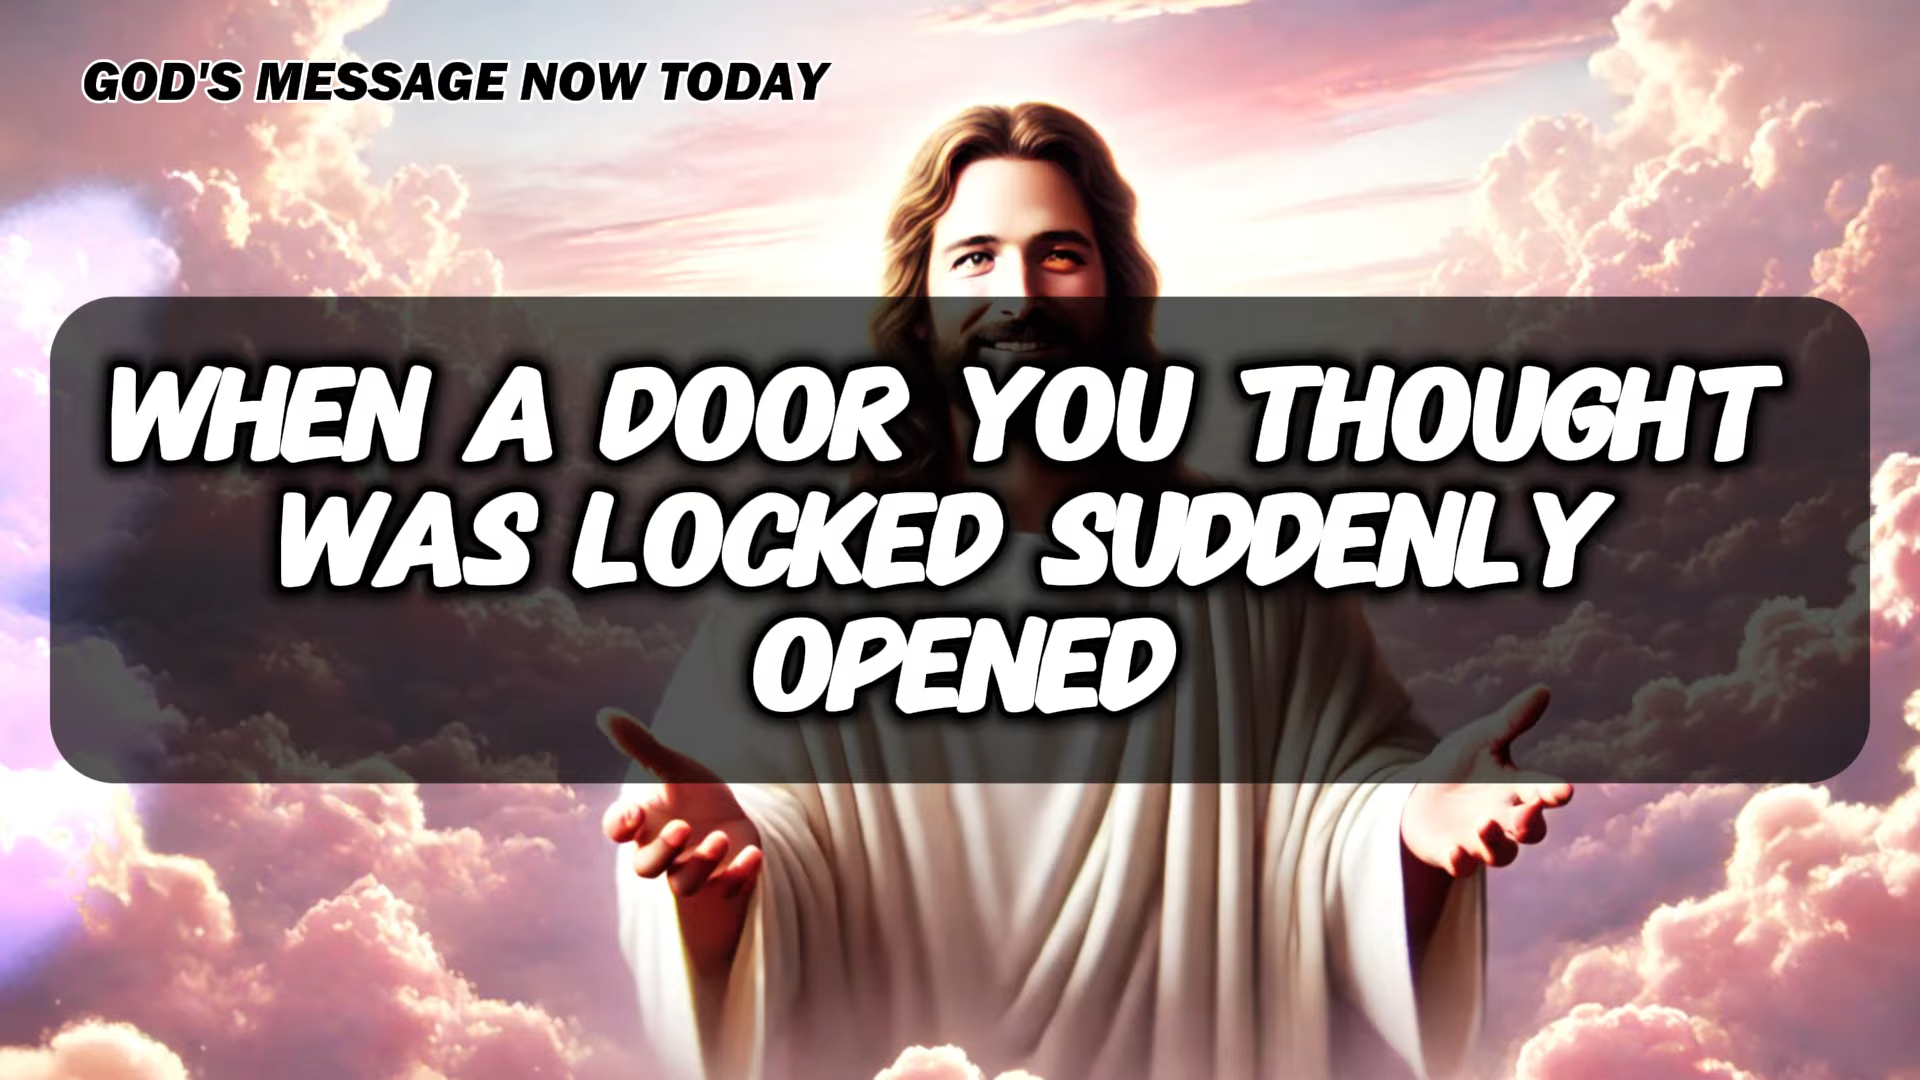 GOD'S MESSAGE NOW TODAY
WHEN A DOOR YOU THOUGHT
WAS LOCKED SUDDENLY
OPENED